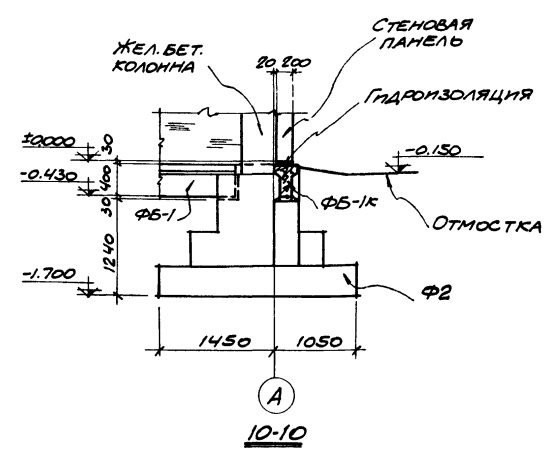 СТЕНОВАЯ
ПАНЕЛЬ
ЖЕЛ. БЕТ.
КОЛОННА
20 200
ГИДРОИЗОЛЯЦИЯ
±0.000
30
-0.150
-0.430
400
30
ФБ-1
ФБ-1К
ОТМОСТКА
1240
-1.700
Ф2
1450
1050
А
10-10